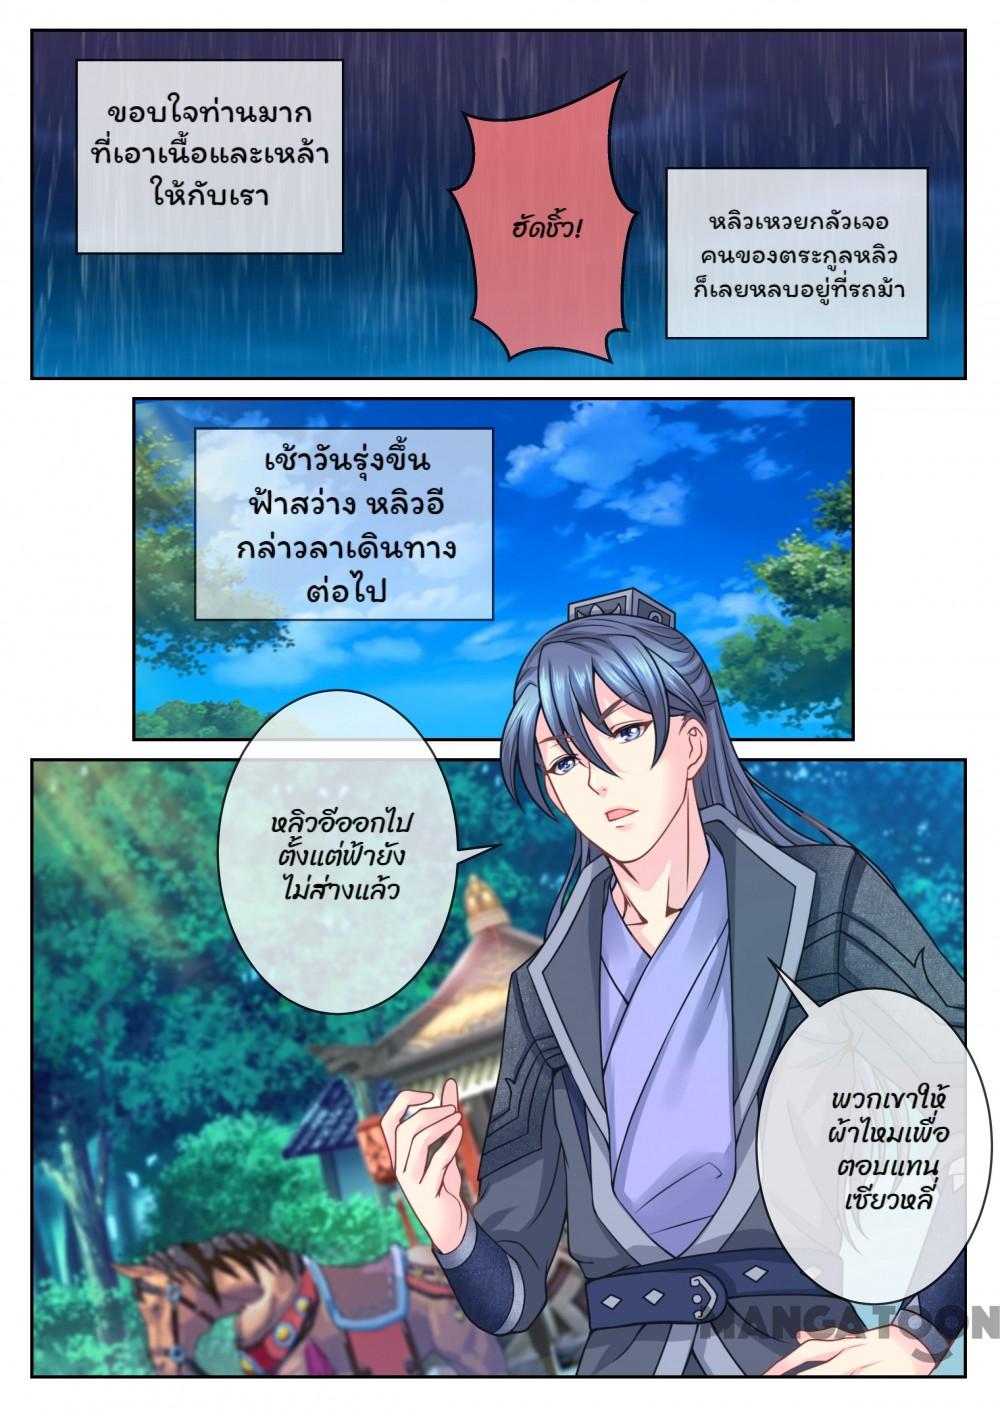 ขอบใจท่านมาก
ที่เอาเนื้อและเหล้า
ให้กับเรา
ฮัดชิ้ว!
หลิวเหวยกลัวเจอ
คนของตระกูลหลิว
ก็เลยหลบอยู่ที่รถม้า
เช้าวันรุ่งขึ้น
ฟ้าสว่าง หลิวอี
กล่าวลาเดินทาง
ต่อไป
หลิวอีออกไป
ตั้งแต่ฟ้ายัง
ไม่ส่างแล้ว
พวกเขาให้
ผ้าไหมเพื่อ
ตอบแทน
เซียวหลี่
MANGATOON